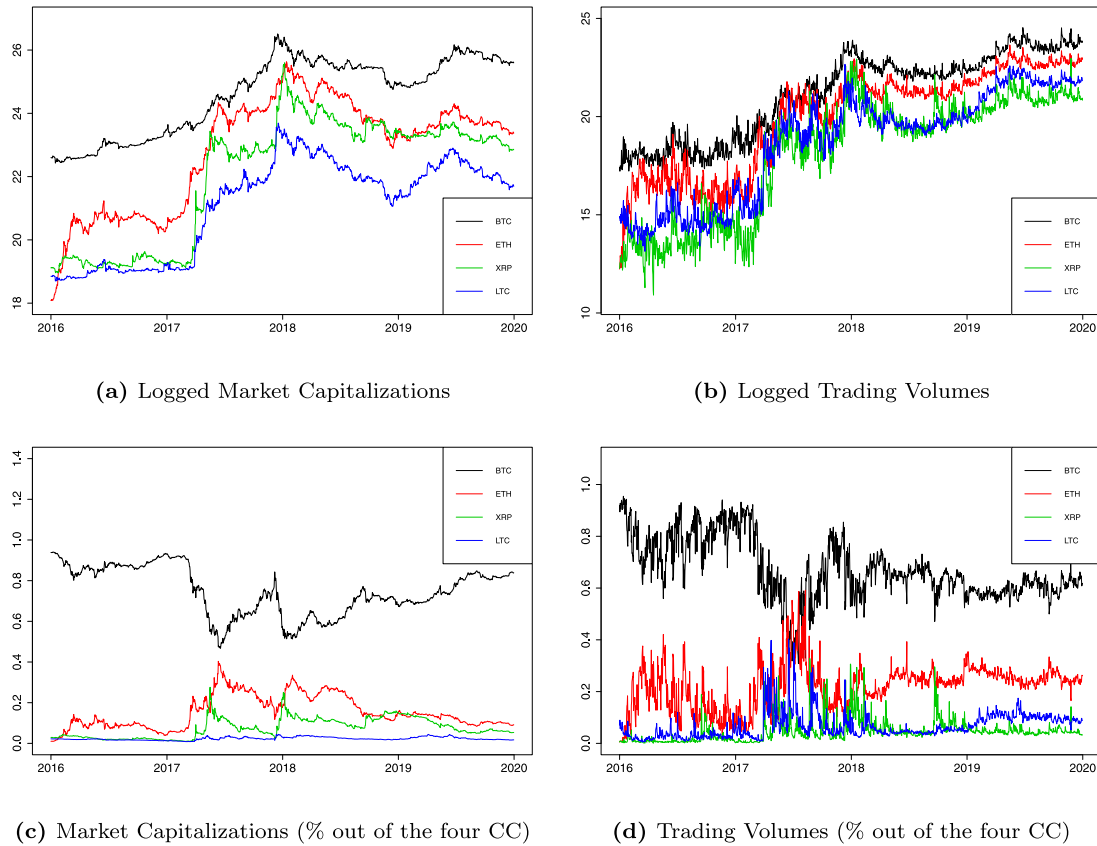 18 20 22 24 26
2016 2017 2018 2019 2020
BTC
ETH
XRP
LTC
(a) Logged Market Capitalizations
10 15 20 25
2016 2017 2018 2019 2020
BTC
ETH
XRP
LTC
(b) Logged Trading Volumes
0.0 0.2 0.4 0.6 0.8 1.0 1.2 1.4
2016 2017 2018 2019 2020
BTC
ETH
XRP
LTC
(c) Market Capitalizations (% out of the four CC)
0.0 0.2 0.4 0.6 0.8 1.0
2016 2017 2018 2019 2020
BTC
ETH
XRP
LTC
(d) Trading Volumes (% out of the four CC)